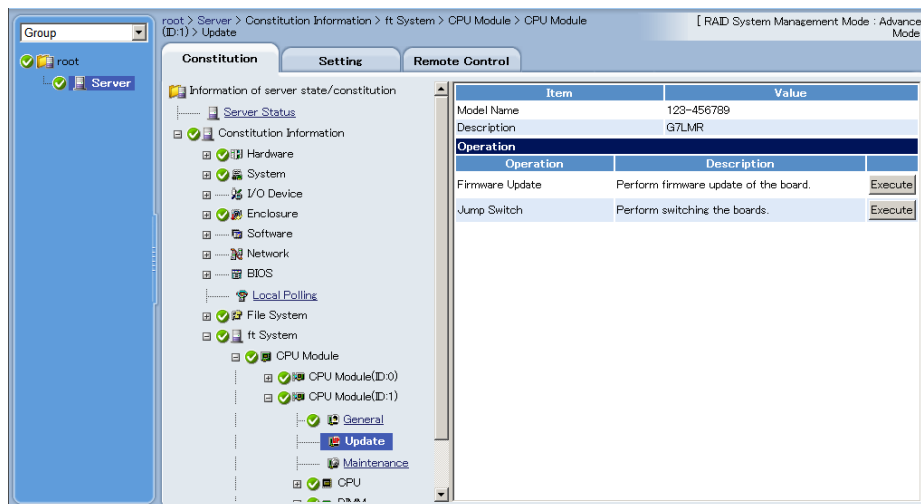 Group
root
Server
root > Server > Constitution Information > ft System > CPU Module > CPU Module
(ID:1) > Update
[ RAID System Management Mode : Advance
Mode
Constitution
Setting
Remote Control
Information of server state/constitution
Server Status
Constitution Information
Hardware
System
I/O Device
Enclosure
Software
Network
BIOS
Local Polling
File System
ft System
CPU Module
CPU Module(ID:0)
CPU Module(ID:1)
General
Update
Maintenance
CPU
DIMM
Item Value
Model Name 123-456789
Description G7LMR
Operation
Operation Description
Firmware Update Perform firmware update of the board. Execute
Jump Switch Perform switching the boards. Execute